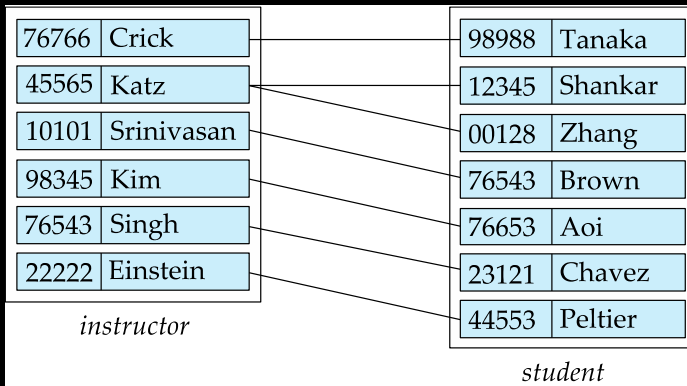 76766 Crick
45565 Katz
10101 Srinivasan
98345 Kim
76543 Singh
22222 Einstein
instructor
98988 Tanaka
12345 Shankar
00128 Zhang
76543 Brown
76653 Aoi
23121 Chavez
44553 Peltier
student